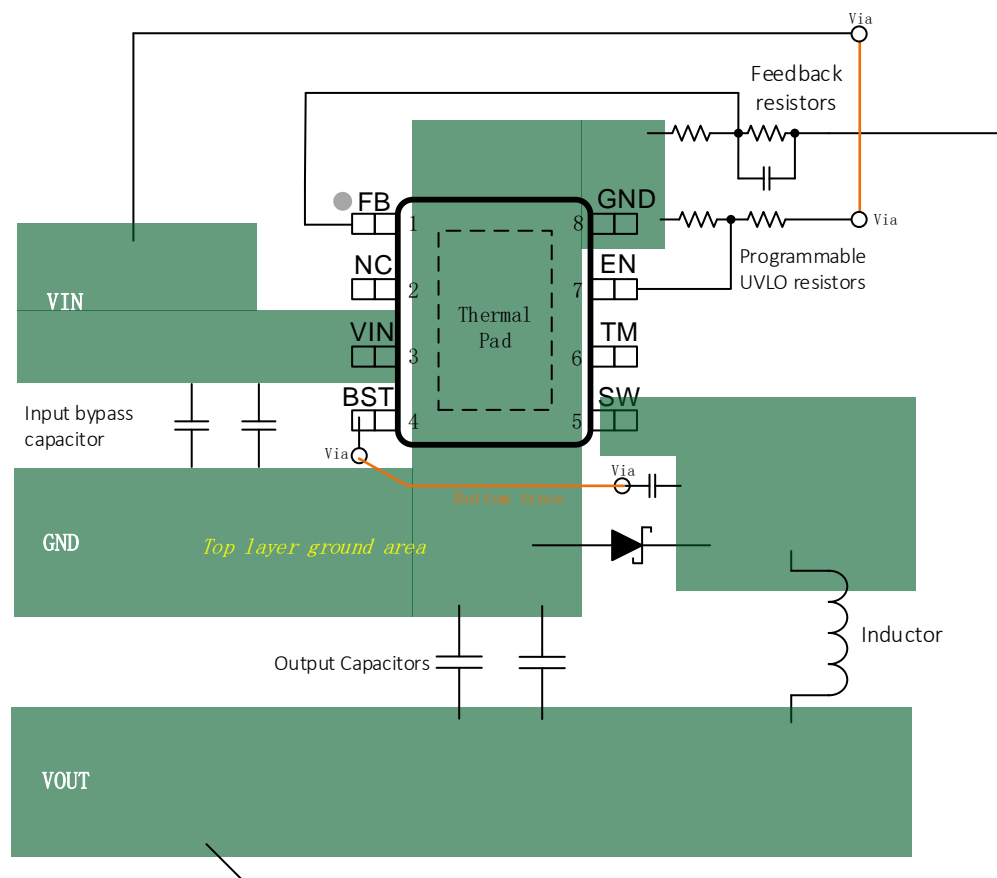 Via
Feedback
resistors
FB
GND
1
8
Via
NC
EN
Programmable
UVLO resistors
2
7
VIN
Thermal
Pad
VIN
TM
3
6
BST
SW
Input bypass
capacitor
4
5
Via
Via
Bottom trace
GND
Top layer ground area
Inductor
Output Capacitors
VOUT